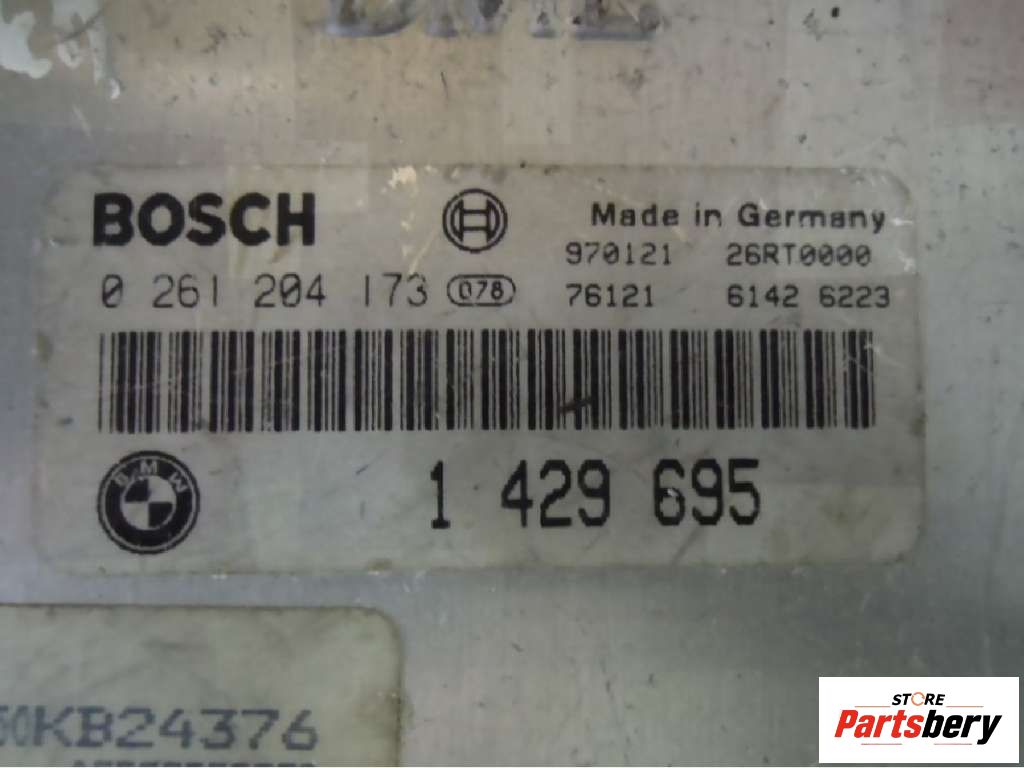 DME
BOSCH Made in Germany
970121 26RT0000
0 261 204 173 078 76121 6142 6223
BMW
1 429 695
KB24376
STORE
Partsbery